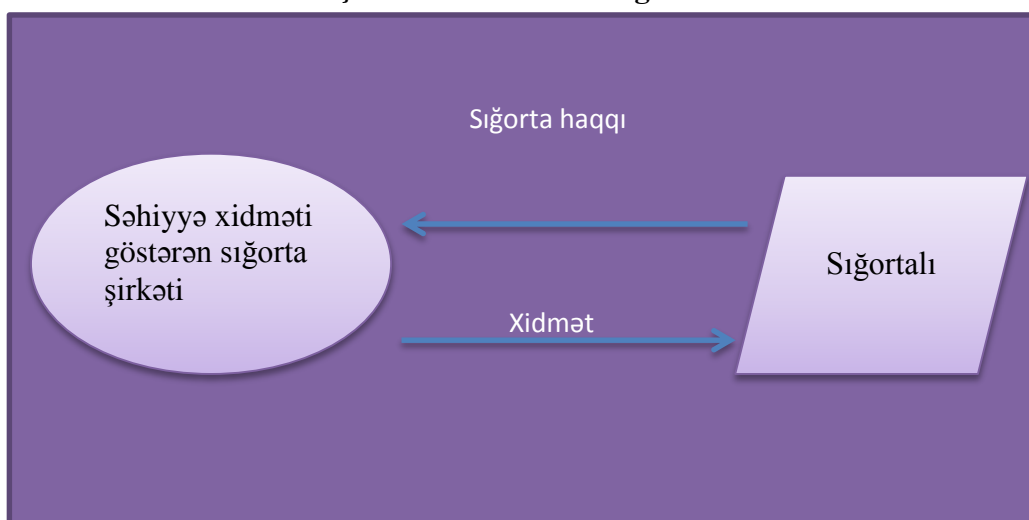 Sığorta haqqı
Səhiyyə xidməti
göstərən sığorta
şirkəti
Sığortalı
Xidmət